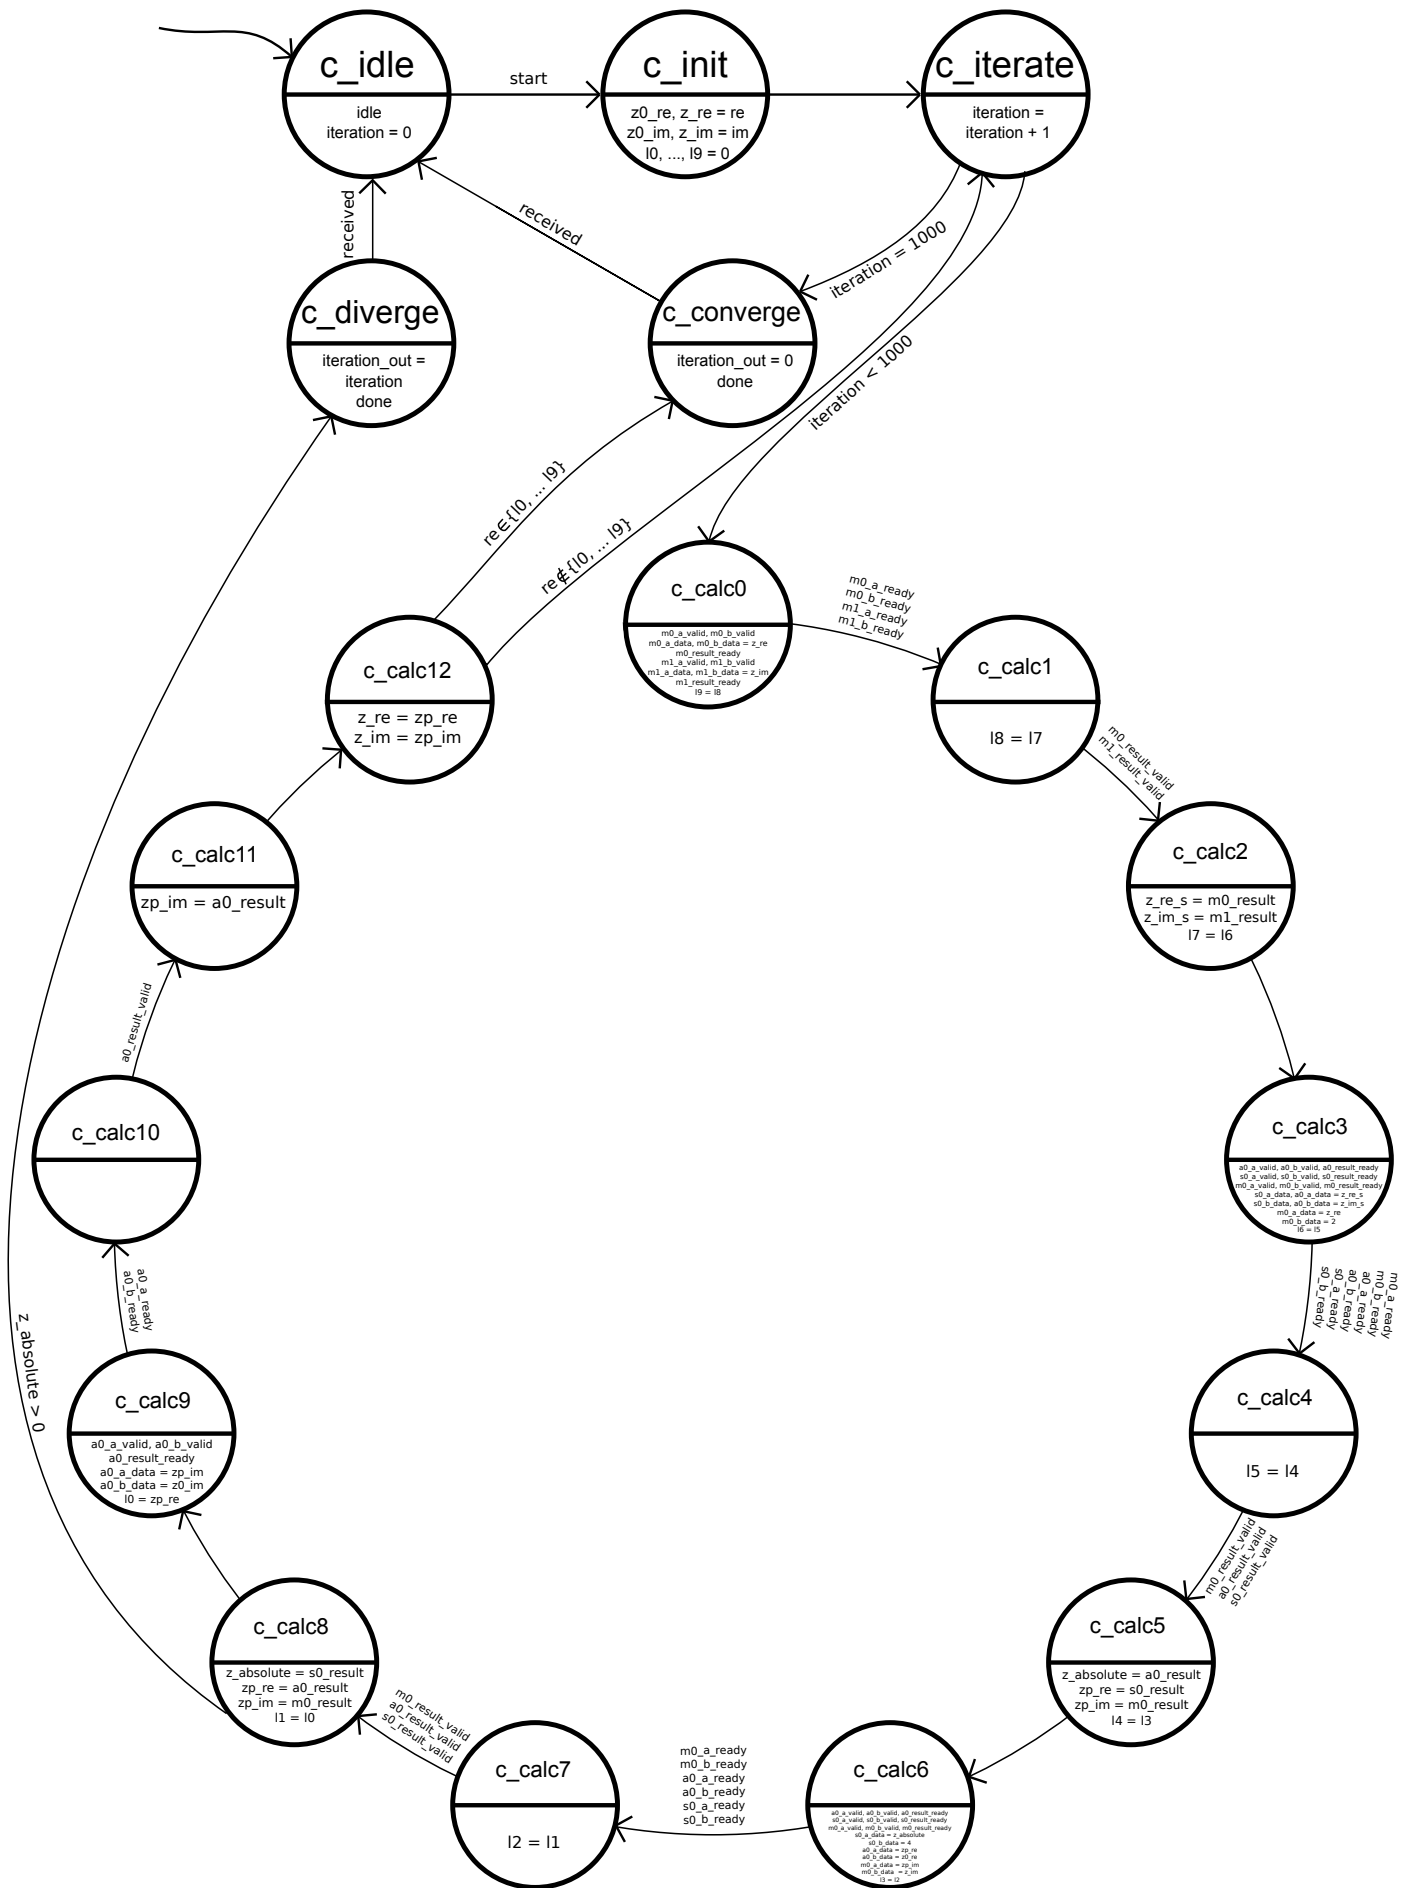 c_idle
idle
iteration = 0
start
c_init
z0_re, z_re = re
z0_im, z_im = im
l0, ..., l9 = 0
c_iterate
iteration =
iteration + 1
received
received
iteration = 1000
iteration < 1000
c_diverge
iteration_out =
iteration
done
c_converge
iteration_out = 0
done
re∈{l0, ... l9}
re∉{l0, ... l9}
c_calc0
m0_a_valid, m0_b_valid
m0_a_data, m0_b_data = z_re
m0_result_ready
m1_a_valid, m1_b_valid
m1_a_data, m1_b_data = z_im
m1_result_ready
l9 = l8
m0_a_ready
m0_b_ready
m1_a_ready
m1_b_ready
c_calc1
l8 = l7
m0_result_valid
m1_result_valid
c_calc12
z_re = zp_re
z_im = zp_im
c_calc11
zp_im = a0_result
c_calc2
z_re_s = m0_result
z_im_s = m1_result
l7 = l6
a0_result_valid
c_calc10
c_calc3
a0_a_valid, a0_b_valid, a0_result_ready
s0_a_valid, s0_b_valid, s0_result_ready
m0_a_valid, m0_b_valid, m0_result_ready
s0_a_data, a0_a_data = z_re_s
s0_b_data, a0_b_data = z_im_s
m0_a_data = z_re
m0_b_data = 2
l6 = l5
m0_a_ready
m0_b_ready
a0_a_ready
a0_b_ready
s0_a_ready
s0_b_ready
a0_a_ready
a0_b_ready
z_absolute > 0
c_calc9
a0_a_valid, a0_b_valid
a0_result_ready
a0_a_data = zp_im
a0_b_data = z0_im
l0 = zp_re
c_calc4
l5 = l4
m0_result_valid
a0_result_valid
s0_result_valid
c_calc8
z_absolute = s0_result
zp_re = a0_result
zp_im = m0_result
l1 = l0
c_calc5
z_absolute = a0_result
zp_re = s0_result
zp_im = m0_result
l4 = l3
m0_result_valid
a0_result_valid
s0_result_valid
c_calc7
l2 = l1
m0_a_ready
m0_b_ready
a0_a_ready
a0_b_ready
s0_a_ready
s0_b_ready
c_calc6
a0_a_valid, a0_b_valid, a0_result_ready
s0_a_valid, s0_b_valid, s0_result_ready
m0_a_valid, m0_b_valid, m0_result_ready
s0_a_data = z_absolute
s0_b_data = 4
a0_a_data = zp_re
a0_b_data = z0_re
m0_a_data = zp_im
m0_b_data = z_im
l3 = l2